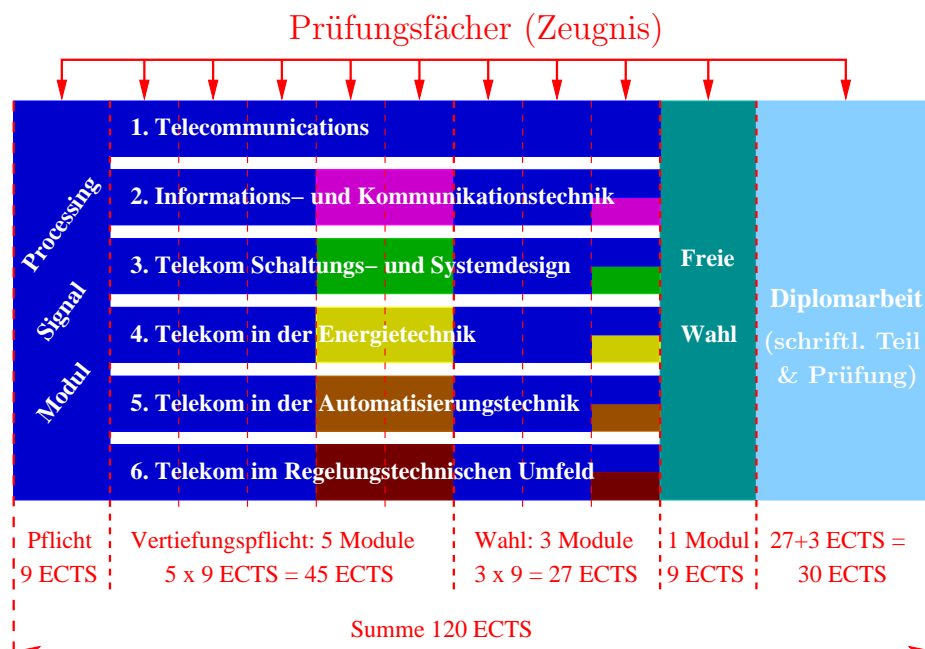 Prüfungsfächer (Zeugnis)
Modul Signal Processing
1. Telecommunications
2. Informations– und Kommunikationstechnik
3. Telekom Schaltungs– und Systemdesign
4. Telekom in der Energietechnik
5. Telekom in der Automatisierungstechnik
6. Telekom im Regelungstechnischen Umfeld
Freie
Wahl
Diplomarbeit
(schriftl. Teil
& Prüfung)
Pflicht
9 ECTS
Vertiefungspflicht: 5 Module
5 x 9 ECTS = 45 ECTS
Wahl: 3 Module
3 x 9 = 27 ECTS
1 Modul
9 ECTS
27+3 ECTS =
30 ECTS
Summe 120 ECTS